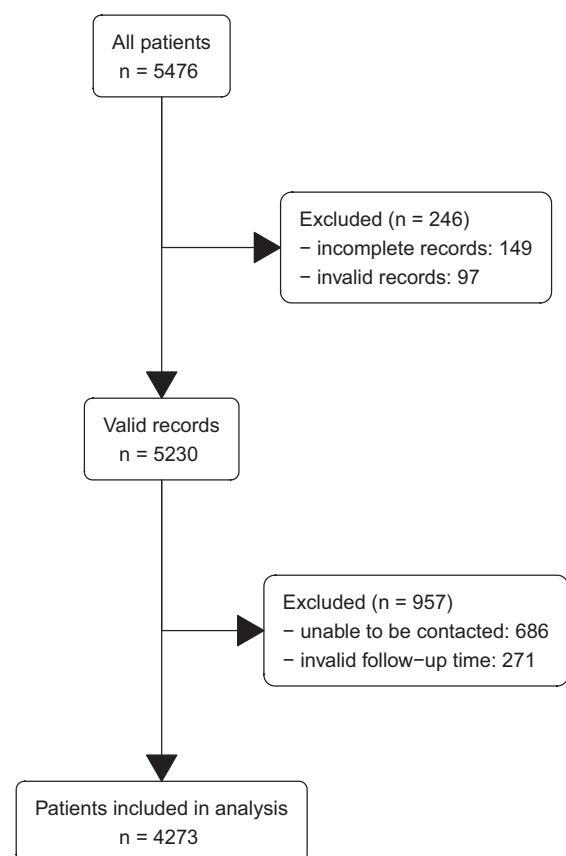 All patients
n = 5476
Excluded (n = 246)
− incomplete records: 149
− invalid records: 97
Valid records
n = 5230
Excluded (n = 957)
− unable to be contacted: 686
− invalid follow−up time: 271
Patients included in analysis
n = 4273